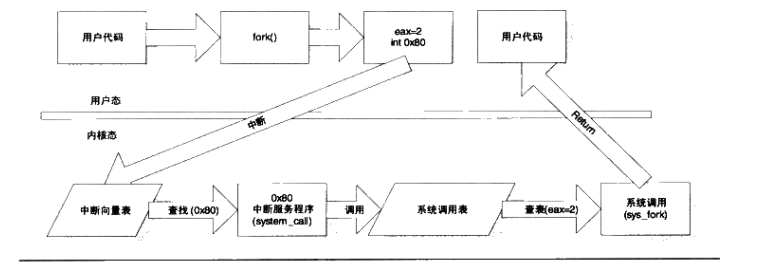 用户代码
fork()
eax=2
int 0x80
用户代码
用户态
内核态
中断
Return
中断向量表
查找 (0x80)
0x80
中断服务程序
(system_call)
调用
系统调用表
查表(eax=2)
系统调用
(sys_fork)